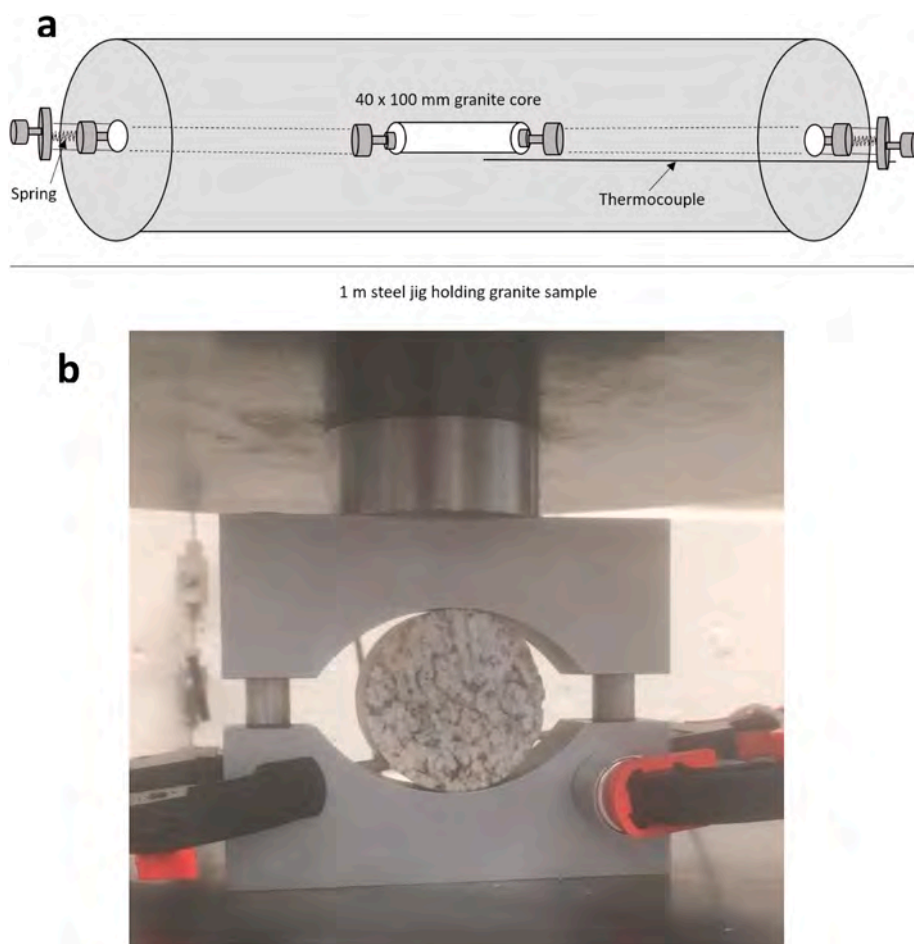 a
40 x 100 mm granite core
Spring
Thermocouple
1 m steel jig holding granite sample
b